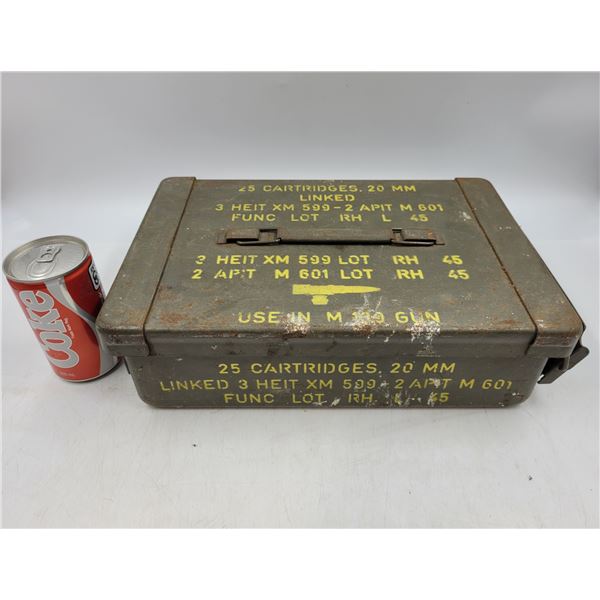 25 CARTRIDGES, 20 MM
LINKED
3 HEIT XM 599-2 APIT M 601
FUNC LOT RH L 45
3 HEIT XM 599 LOT RH 45
2 APIT M 601 LOT RH 45
USE IN M GUN
25 CARTRIDGES, 20 MM
LINKED 3 HEIT XM 599-2 APIT M 601
FUNC LOT RH L 45
Coke